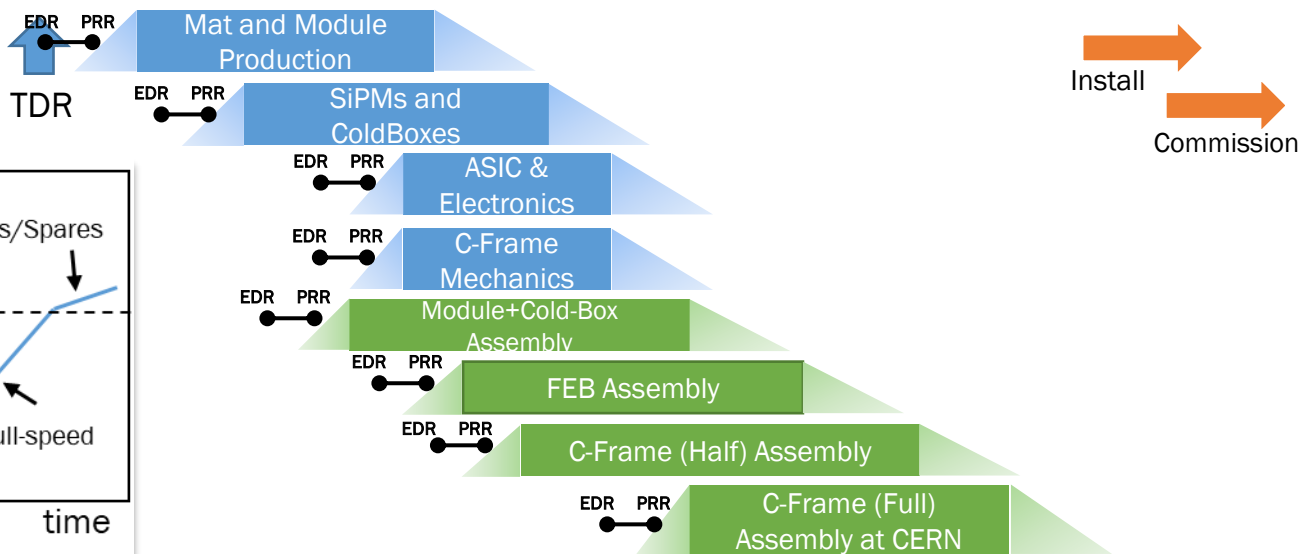 EDR PRR
Mat and Module
Production
TDR
EDR PRR
SiPMs and
ColdBoxes
Install
Commission
EDR PRR
ASIC &
Electronics
s/Spares
EDR PRR
C-Frame
Mechanics
EDR PRR
Module+Cold-Box
Assembly
EDR PRR
FEB Assembly
ull-speed
EDR PRR
C-Frame (Half) Assembly
time
EDR PRR
C-Frame (Full)
Assembly at CERN